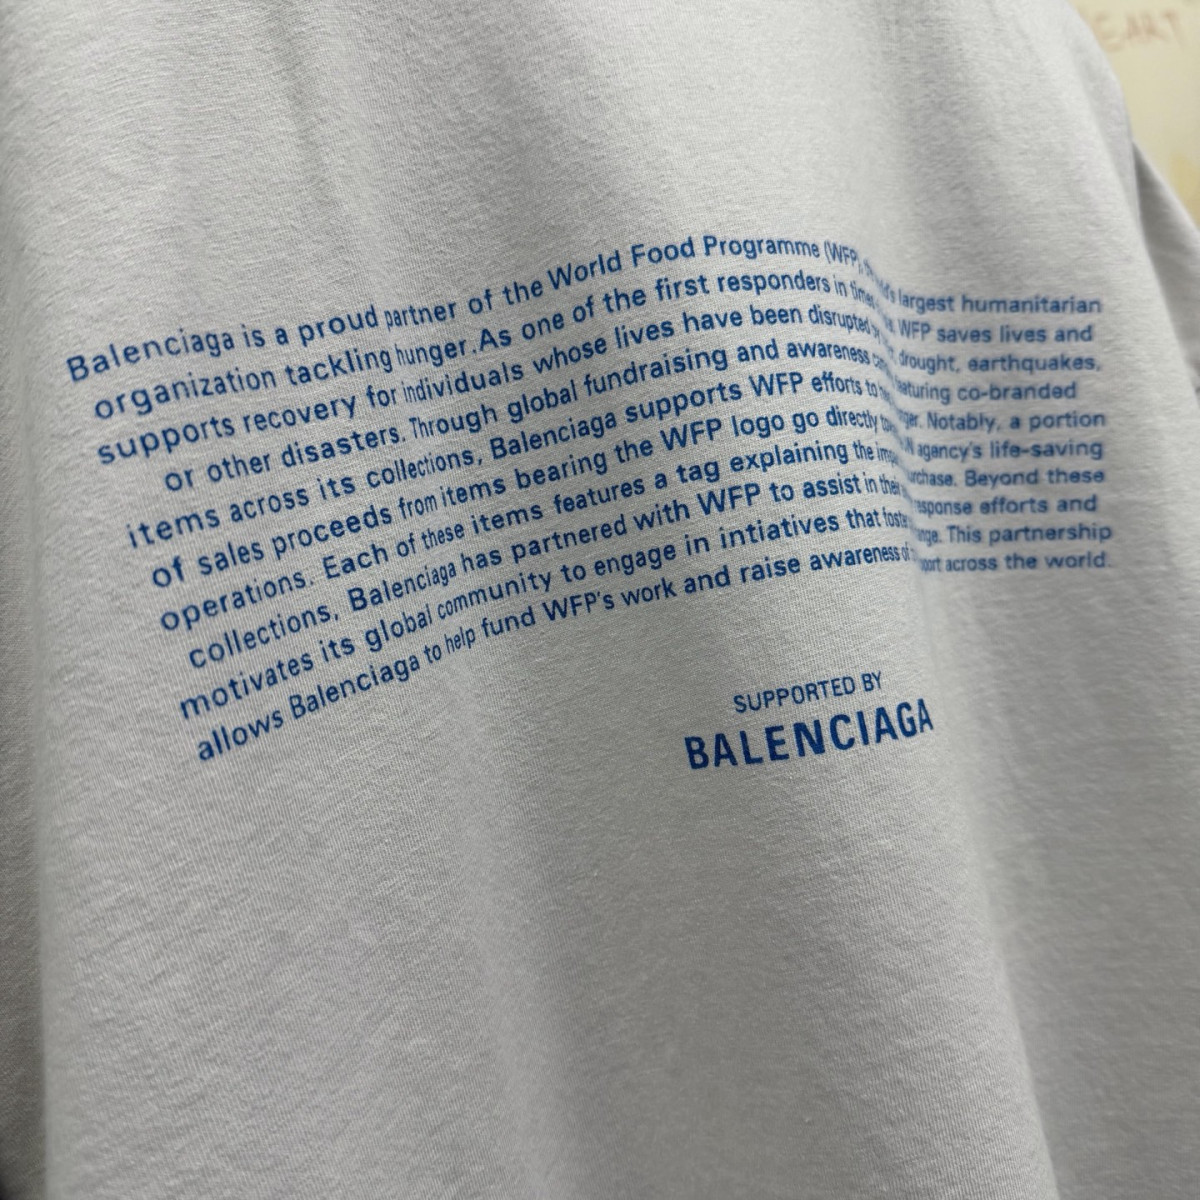 Balenciaga is a proud partner of the World Food Programme (WFP), largest humanitarian
organization tackling hunger. As one of the first responders in WFP saves lives and
supports recovery for individuals whose lives have been disrupted drought, earthquakes,
or other disasters. Through global fundraising and awareness co-branded
items across its collections, Balenciaga supports WFP efforts to Notably, a portion
of sales proceeds from items bearing the WFP logo go directly agency's life-saving
operations. Each of these items features a tag explaining the Beyond these
collections, Balenciaga has partnered with WFP to assist in efforts and
motivates its global community to engage in intiatives that This partnership
allows Balenciaga to help fund WFP's work and raise awareness of across the world.
SUPPORTED BY
BALENCIAGA
EART